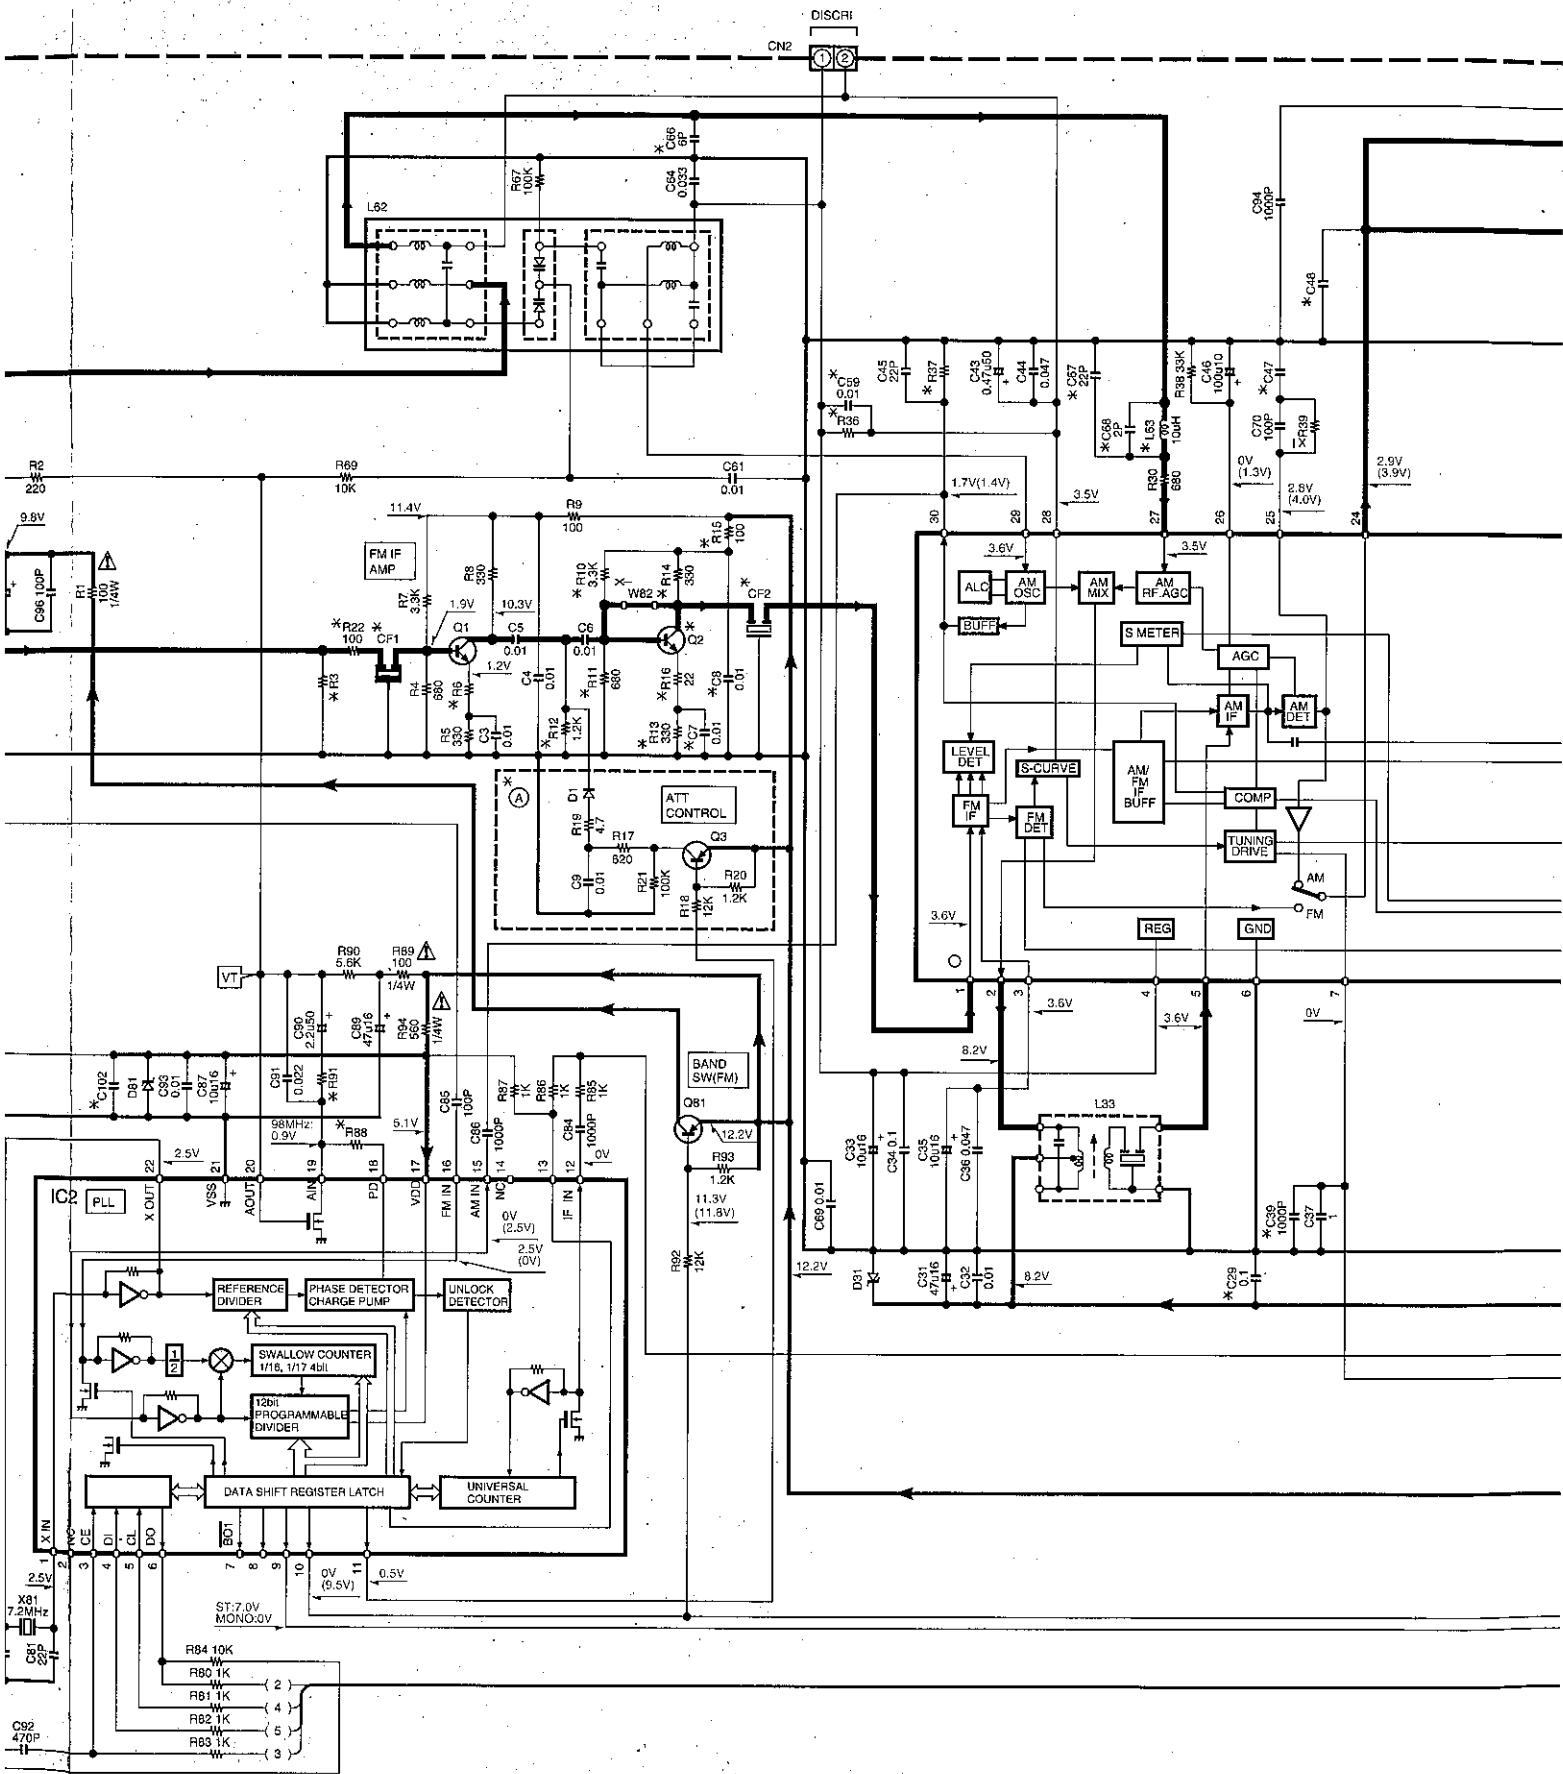 DISCRI
CN2
1 2
* C66
6P
R67
100K
C64
0.033
L62
C94
1000P
* C48
C45
22P
* R37
C43
0.47u50
C44
0.047
* C67
22P
R38 33K
C46
100u10
* C47
* C59
0.01
* R36
* C68
2P
* L63
10uH
C70
100P
R39
1X
R2
220
R69
10K
C61
0.01
R30
680
0V
(1.3V)
2.9V
(3.9V)
1.7V(1.4V)
3.5V
2.8V
(4.0V)
9.8V
11.4V
R9
100
* R15
100
30
29
28
27
26
25
24
C96 100P
R1
100
1/4W
FM IF
AMP
R7
3.3K
R8
330
* R10
3.3K
W82
* R14
330
* CF2
3.6V
3.5V
ALC
AM
OSC
AM
MIX
AM
RF.AGC
BUFF
S METER
AGC
1.9V
10.3V
* R22
100
* CF1
Q1
C5
0.01
C6
0.01
Q2
1.2V
* R3
R4
680
* R6
C4
0.01
* R11
680
* R16
22
* C8
0.01
R5
330
C3
0.01
* R12
1.2K
* R13
330
* C7
0.01
AM
IF
AM
DET
LEVEL
DET
S-CURVE
AM/
FM
IF
BUFF
COMP
FM
IF
FM
DET
TUNING
DRIVE
AM
FM
* A
D1
ATT
CONTROL
R19
4.7
R17
820
Q3
C9
0.01
R21
100K
R18
12K
R20
1.2K
3.6V
REG
GND
VT
R90
5.6K
R89
100
1/4W
1
2
3
4
5
6
7
3.6V
3.6V
0V
8.2V
C90
2.2u50
C89
47u16
R94
560
1/4W
* C102
D81
C93
0.01
C87
10u16
C91
0.022
R91
*
C85
100P
C86
1000P
R87
1K
R86
1K
R85
1K
C84
1000P
BAND
SW(FM)
Q81
12.2V
R93
1.2K
11.3V
(11.8V)
98MHz:
0.9V
* R88
5.1V
0V
2.5V
L33
C33
10u16
C34 0.1
C35
10u16
C36 0.047
C69 0.01
* C39
1000P
C37
1
IC2
PLL
22
21
20
19
18
17
16
15
14
13
12
X OUT
VSS
AOUT
AIN
PD
VDD
FM IN
AM IN
NC
IF IN
0V
(2.5V)
2.5V
(0V)
R92
12K
12.2V
D31
C31
47u16
C32
0.01
8.2V
* C29
0.1
REFERENCE
DIVIDER
PHASE DETECTOR
CHARGE PUMP
UNLOCK
DETECTOR
1
2
SWALLOW COUNTER
1/16, 1/17 4bit
12bit
PROGRAMMABLE
DIVIDER
DATA SHIFT REGISTER LATCH
UNIVERSAL
COUNTER
X IN
NC
CE
DI
CL
DO
BO1
1
2
3
4
5
6
7
8
9
10
11
2.5V
0V
(9.5V)
0.5V
X81
7.2MHz
ST:7.0V
MONO:0V
C81
22P
R84 10K
R80 1K
( 2 )
R81 1K
( 4 )
R82 1K
( 5 )
R83 1K
( 3 )
C92
470P